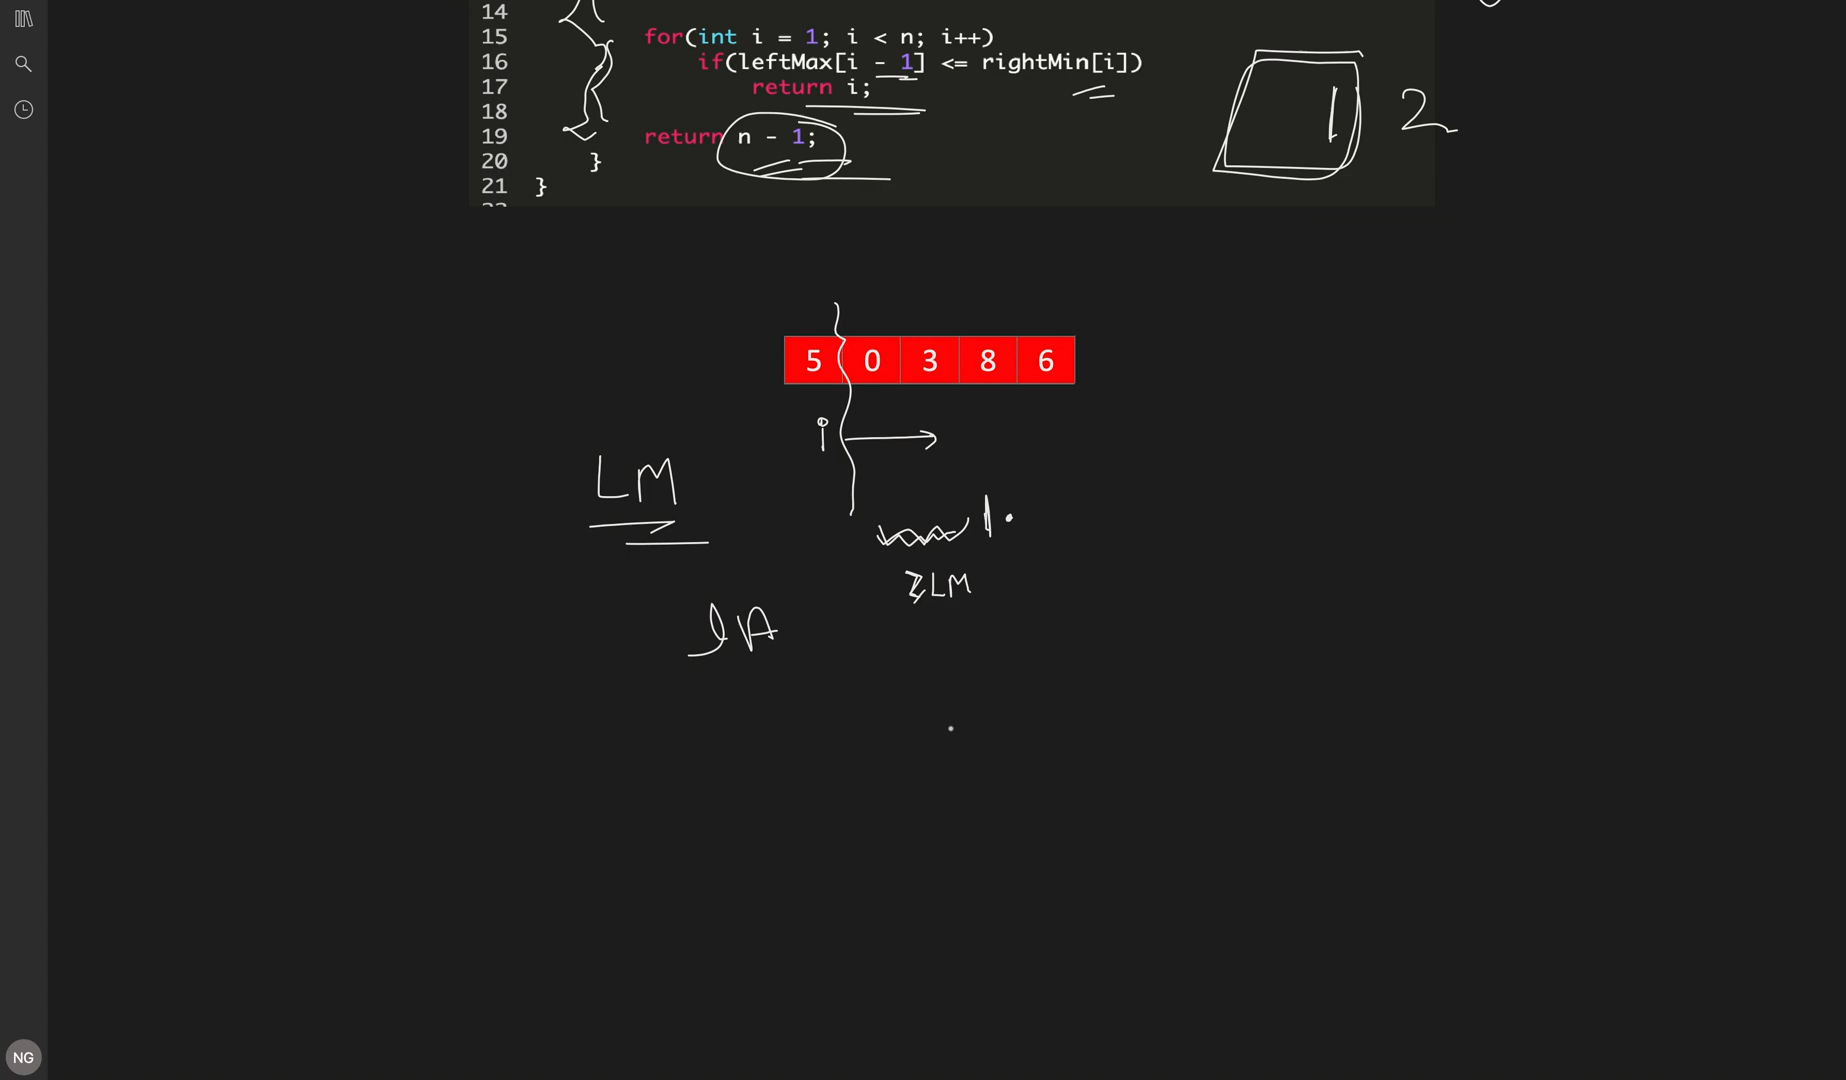 14
15 for(int i = 1; i < n; i++)
16 if(leftMax[i - 1] <= rightMin[i])
17 return i;
18
19 return n - 1;
20 }
21 }
1 2
5 0 3 8 6
i
LM
≥LM
NG